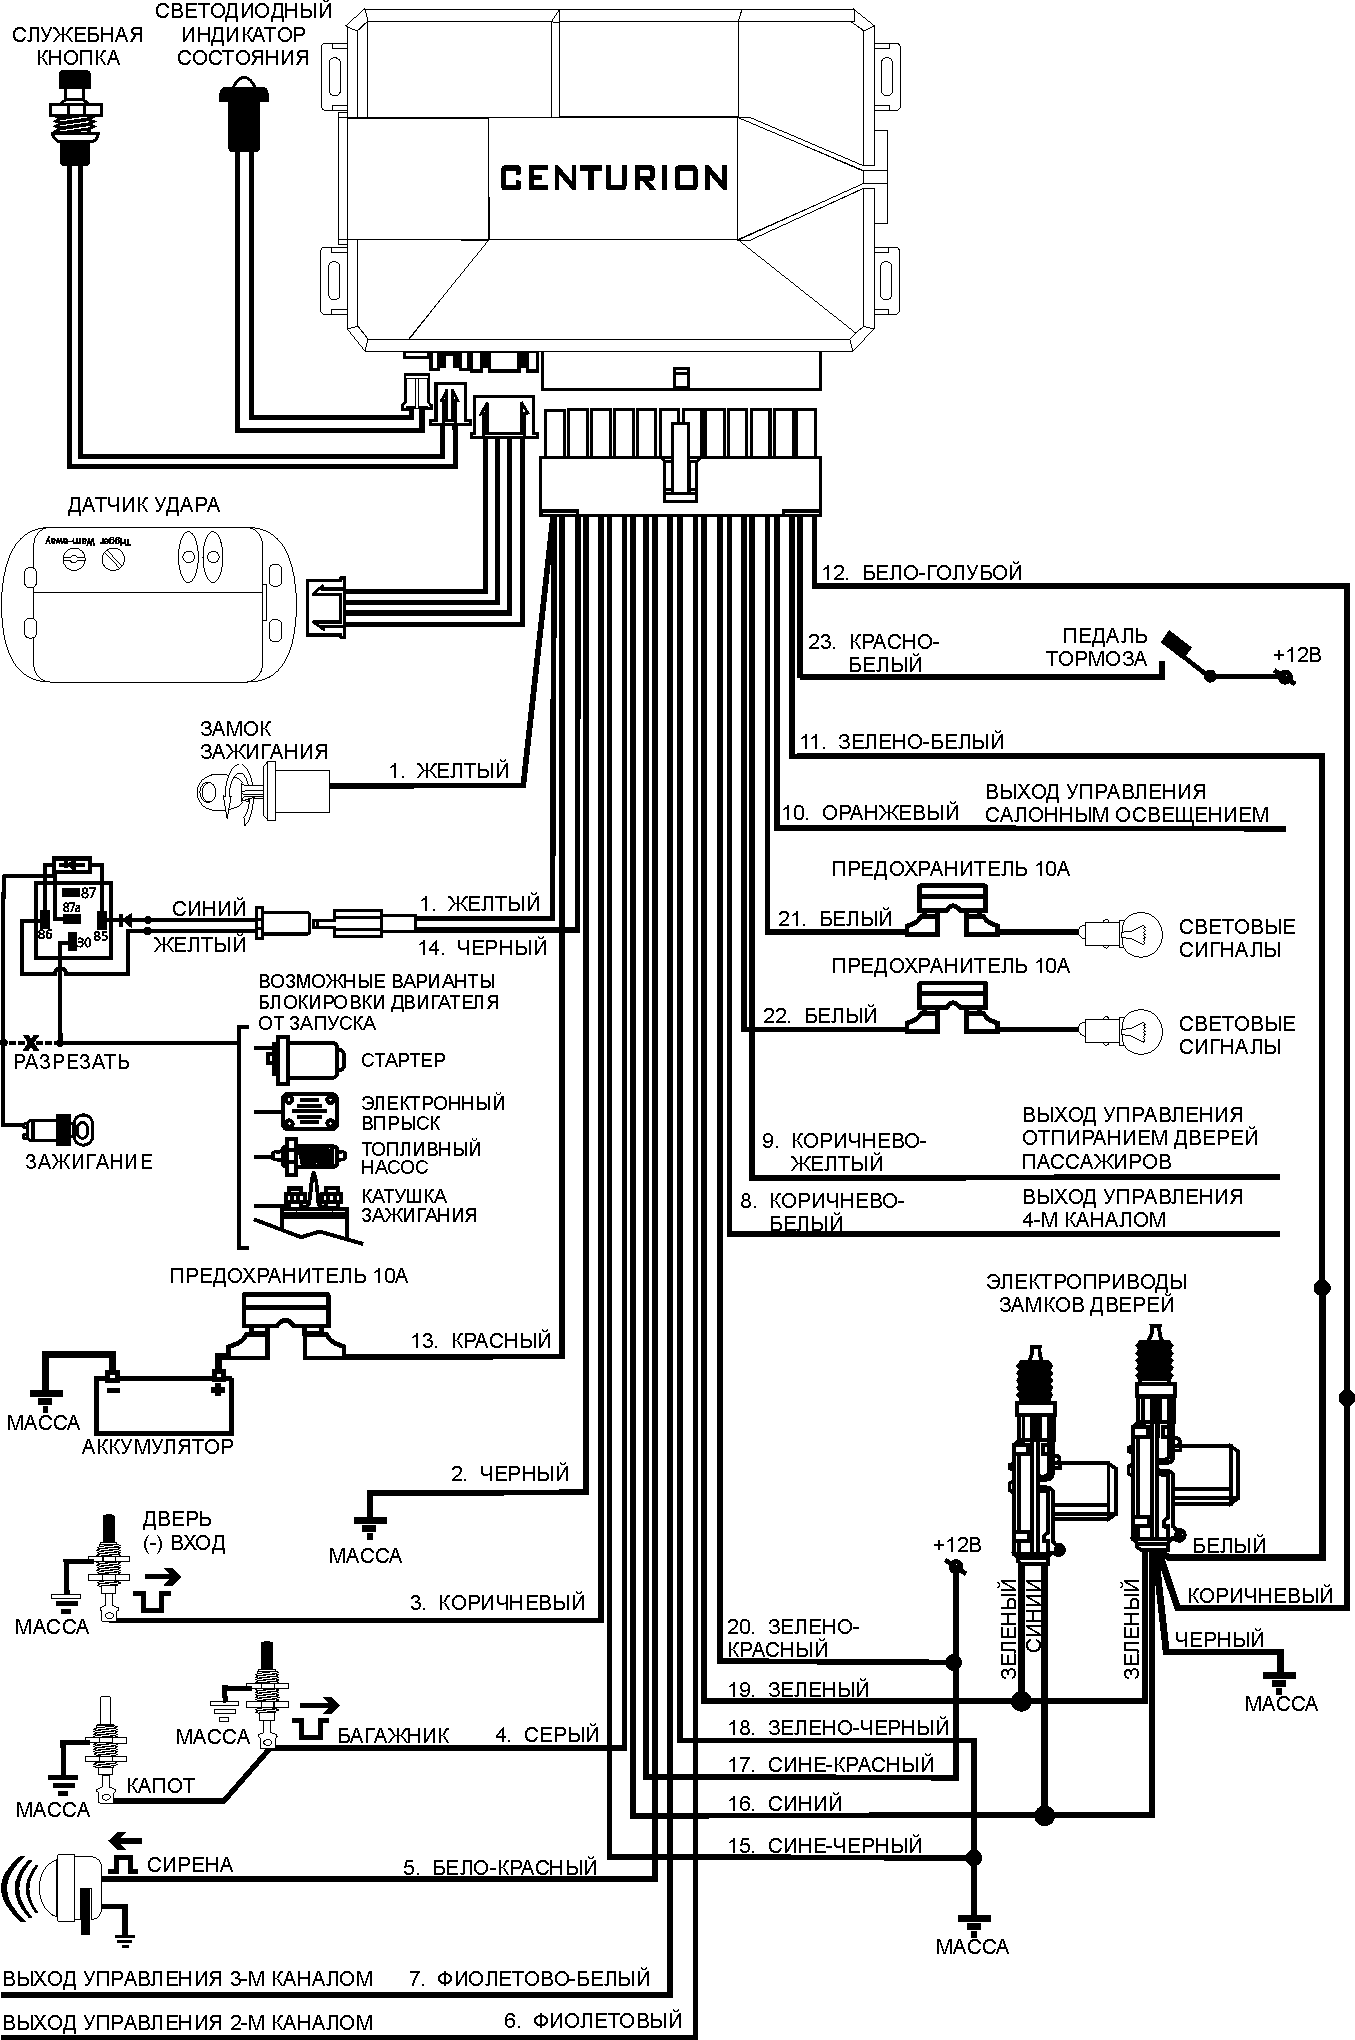 СЛУЖЕБНАЯ
КНОПКА
СВЕТОДИОДНЫЙ
ИНДИКАТОР
СОСТОЯНИЯ
CENTURION
ДАТЧИК УДАРА
Trigger Warn-away
12. БЕЛО-ГОЛУБОЙ
23. КРАСНО-
БЕЛЫЙ
ПЕДАЛЬ
ТОРМОЗА
+12В
ЗАМОК
ЗАЖИГАНИЯ
1. ЖЕЛТЫЙ
11. ЗЕЛЕНО-БЕЛЫЙ
10. ОРАНЖЕВЫЙ
ВЫХОД УПРАВЛЕНИЯ
САЛОННЫМ ОСВЕЩЕНИЕМ
87
87a
86
85
30
СИНИЙ
ЖЕЛТЫЙ
1. ЖЕЛТЫЙ
14. ЧЕРНЫЙ
ПРЕДОХРАНИТЕЛЬ 10А
21. БЕЛЫЙ
СВЕТОВЫЕ
СИГНАЛЫ
ПРЕДОХРАНИТЕЛЬ 10А
22. БЕЛЫЙ
СВЕТОВЫЕ
СИГНАЛЫ
ВОЗМОЖНЫЕ ВАРИАНТЫ
БЛОКИРОВКИ ДВИГАТЕЛЯ
ОТ ЗАПУСКА
X
РАЗРЕЗАТЬ
СТАРТЕР
ЭЛЕКТРОННЫЙ
ВПРЫСК
ТОПЛИВНЫЙ
НАСОС
КАТУШКА
ЗАЖИГАНИЯ
ЗАЖИГАНИЕ
9. КОРИЧНЕВО-
ЖЕЛТЫЙ
ВЫХОД УПРАВЛЕНИЯ
ОТПИРАНИЕМ ДВЕРЕЙ
ПАССАЖИРОВ
8. КОРИЧНЕВО-
БЕЛЫЙ
ВЫХОД УПРАВЛЕНИЯ
4-М КАНАЛОМ
ПРЕДОХРАНИТЕЛЬ 10А
13. КРАСНЫЙ
- +
МАССА
АККУМУЛЯТОР
ЭЛЕКТРОПРИВОДЫ
ЗАМКОВ ДВЕРЕЙ
2. ЧЕРНЫЙ
МАССА
ДВЕРЬ
(-) ВХОД
МАССА
3. КОРИЧНЕВЫЙ
+12В
БЕЛЫЙ
КОРИЧНЕВЫЙ
ЧЕРНЫЙ
МАССА
ЗЕЛЕНЫЙ
СИНИЙ
ЗЕЛЕНЫЙ
20. ЗЕЛЕНО-
КРАСНЫЙ
19. ЗЕЛЕНЫЙ
18. ЗЕЛЕНО-ЧЕРНЫЙ
17. СИНЕ-КРАСНЫЙ
16. СИНИЙ
15. СИНЕ-ЧЕРНЫЙ
МАССА
МАССА
БАГАЖНИК
4. СЕРЫЙ
КАПОТ
МАССА
СИРЕНА
5. БЕЛО-КРАСНЫЙ
ВЫХОД УПРАВЛЕНИЯ 3-М КАНАЛОМ
7. ФИОЛЕТОВО-БЕЛЫЙ
ВЫХОД УПРАВЛЕНИЯ 2-М КАНАЛОМ
6. ФИОЛЕТОВЫЙ